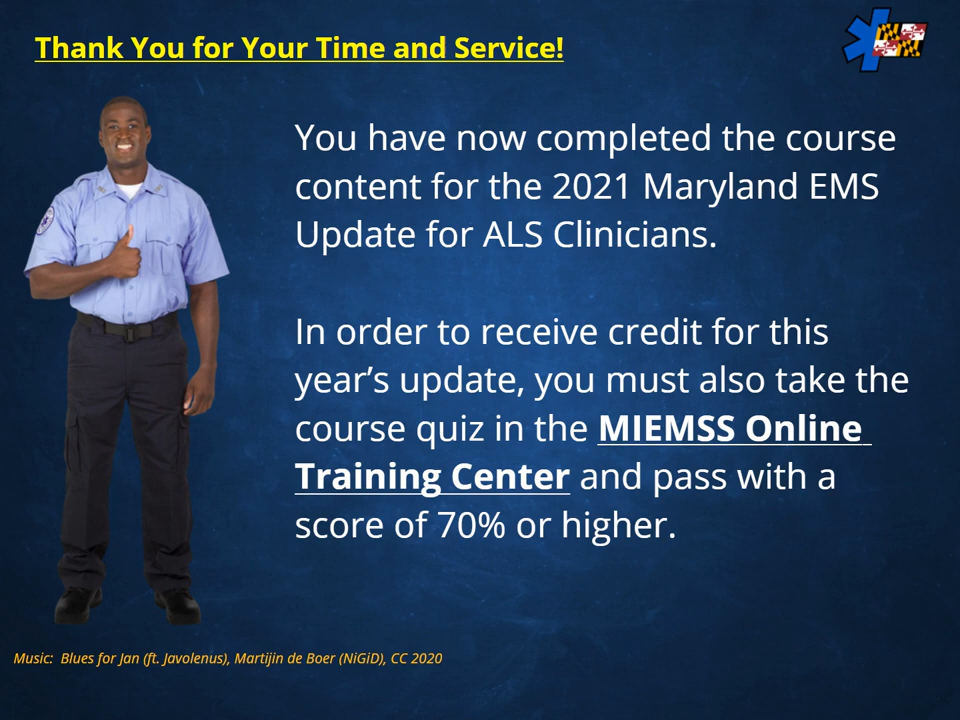 Thank You for Your Time and Service!
You have now completed the course
content for the 2021 Maryland EMS
Update for ALS Clinicians.
In order to receive credit for this
year’s update, you must also take the
course quiz in the MIEMSS Online
Training Center and pass with a
score of 70% or higher.
Music:  Blues for Jan (ft. Javolenus), Martijin de Boer (NiGiD), CC 2020